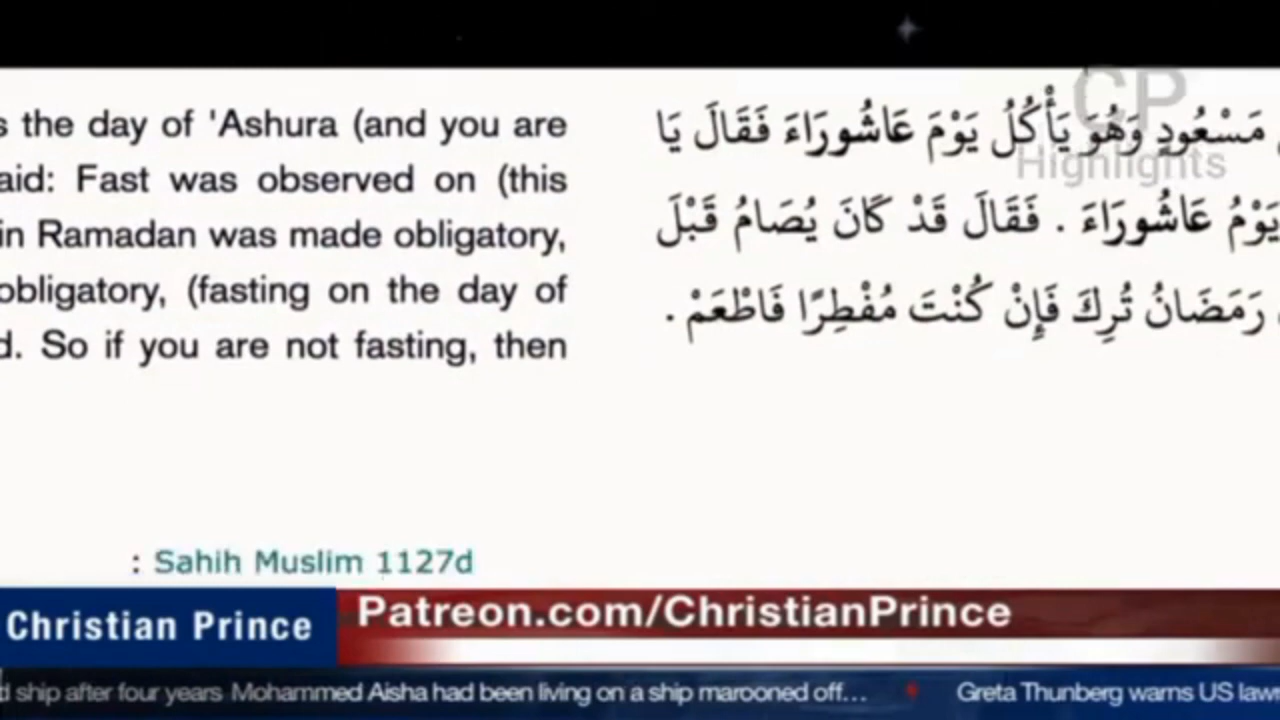 CP
Highlights
s the day of 'Ashura (and you are
aid: Fast was observed on (this
in Ramadan was made obligatory,
obligatory, (fasting on the day of
d. So if you are not fasting, then
مَسْعُودٍ وَهُوَ يَأْكُلُ يَوْمَ عَاشُورَاءَ فَقَالَ يَا
يَوْمُ عَاشُورَاءَ . فَقَالَ قَدْ كَانَ يُصَامُ قَبْلَ
رَمَضَانُ تُرِكَ فَإِنْ كُنْتَ مُفْطِرًا فَاطْعَمْ .
: Sahih Muslim 1127d
Christian Prince
Patreon.com/ChristianPrince
d ship after four years Mohammed Aisha had been living on a ship marooned off... Greta Thunberg warns US law